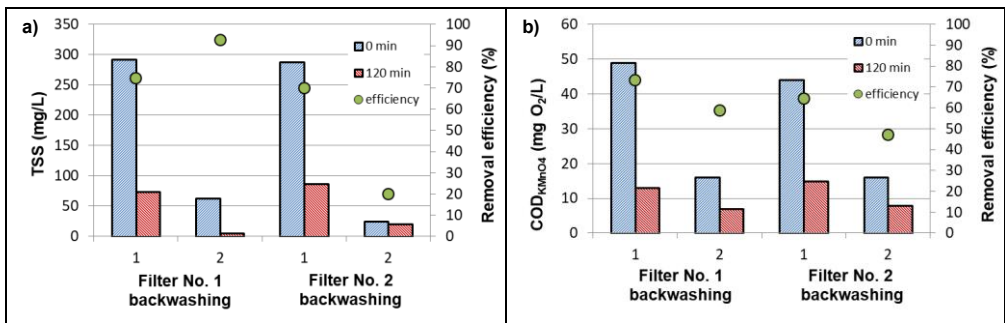 a)
350
300
250
200
150
100
50
0
TSS (mg/L)
100
90
80
70
60
50
40
30
20
10
0
Removal efficiency (%)
0 min
120 min
efficiency
1 2 1 2
Filter No. 1 Filter No. 2
backwashing backwashing
b)
60
50
40
30
20
10
0
COD KMnO4 (mg O2/L)
100
90
80
70
60
50
40
30
20
10
0
Removal efficiency (%)
0 min
120 min
efficiency
1 2 1 2
Filter No. 1 Filter No. 2
backwashing backwashing